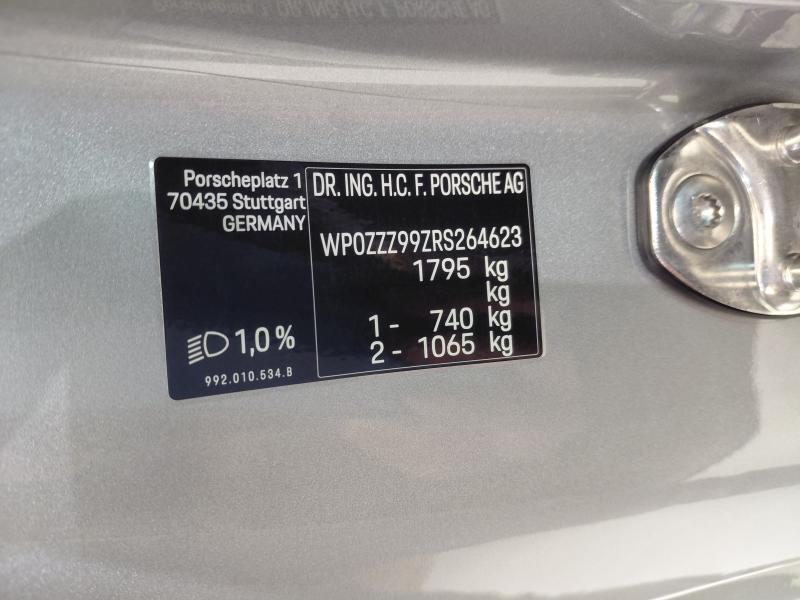 Porscheplatz 1
70435 Stuttgart
GERMANY
1,0 %
992.010.534.B
DR. ING. H.C. F. PORSCHE AG
WP0ZZZ99ZRS264623
1795 kg
kg
1 - 740 kg
2 - 1065 kg